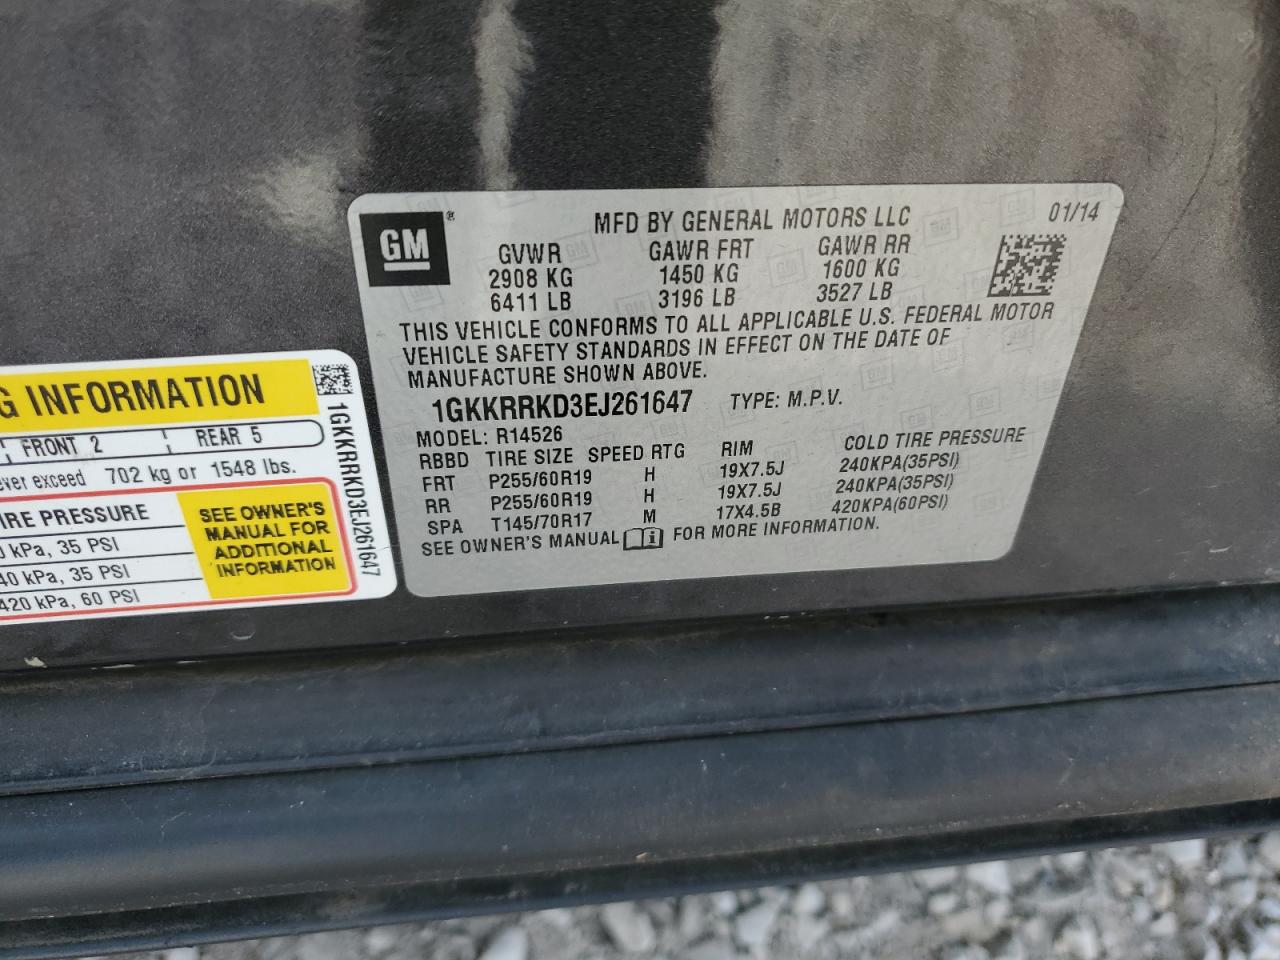 GM ®
MFD BY GENERAL MOTORS LLC 01/14
GVWR GAWR FRT GAWR RR
2908 KG 1450 KG 1600 KG
6411 LB 3196 LB 3527 LB
THIS VEHICLE CONFORMS TO ALL APPLICABLE U.S. FEDERAL MOTOR
VEHICLE SAFETY STANDARDS IN EFFECT ON THE DATE OF
MANUFACTURE SHOWN ABOVE.
1GKKRRKD3EJ261647 TYPE: M.P.V.
MODEL: R14526
RBBD TIRE SIZE SPEED RTG RIM COLD TIRE PRESSURE
FRT P255/60R19 H 19X7.5J 240KPA(35PSI)
RR P255/60R19 H 19X7.5J 240KPA(35PSI)
SPA T145/70R17 M 17X4.5B 420KPA(60PSI)
SEE OWNER'S MANUAL FOR MORE INFORMATION.
G INFORMATION
FRONT 2 REAR 5
ver exceed 702 kg or 1548 lbs.
IRE PRESSURE
0 kPa, 35 PSI
40 kPa, 35 PSI
420 kPa, 60 PSI
SEE OWNER'S
MANUAL FOR
ADDITIONAL
INFORMATION
1GKKRRKD3EJ261647